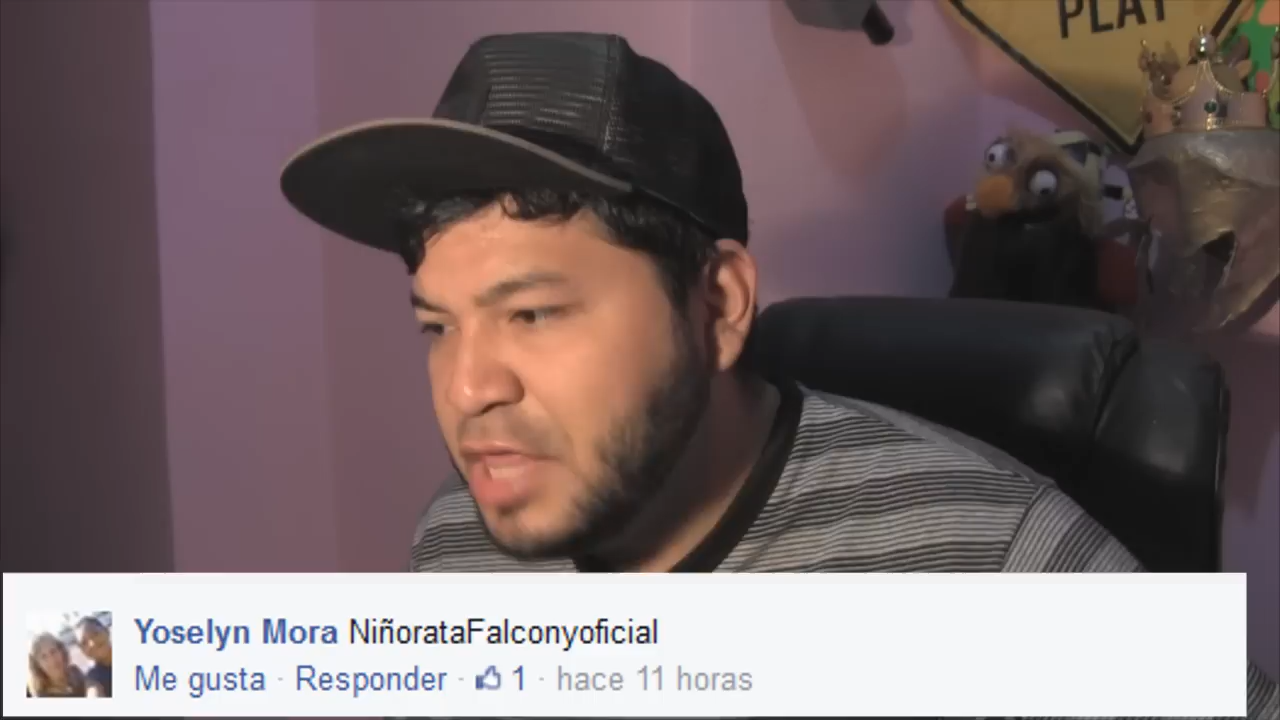 PLAY
Yoselyn Mora NiñorataFalconyoficial
Me gusta · Responder · 1 · hace 11 horas